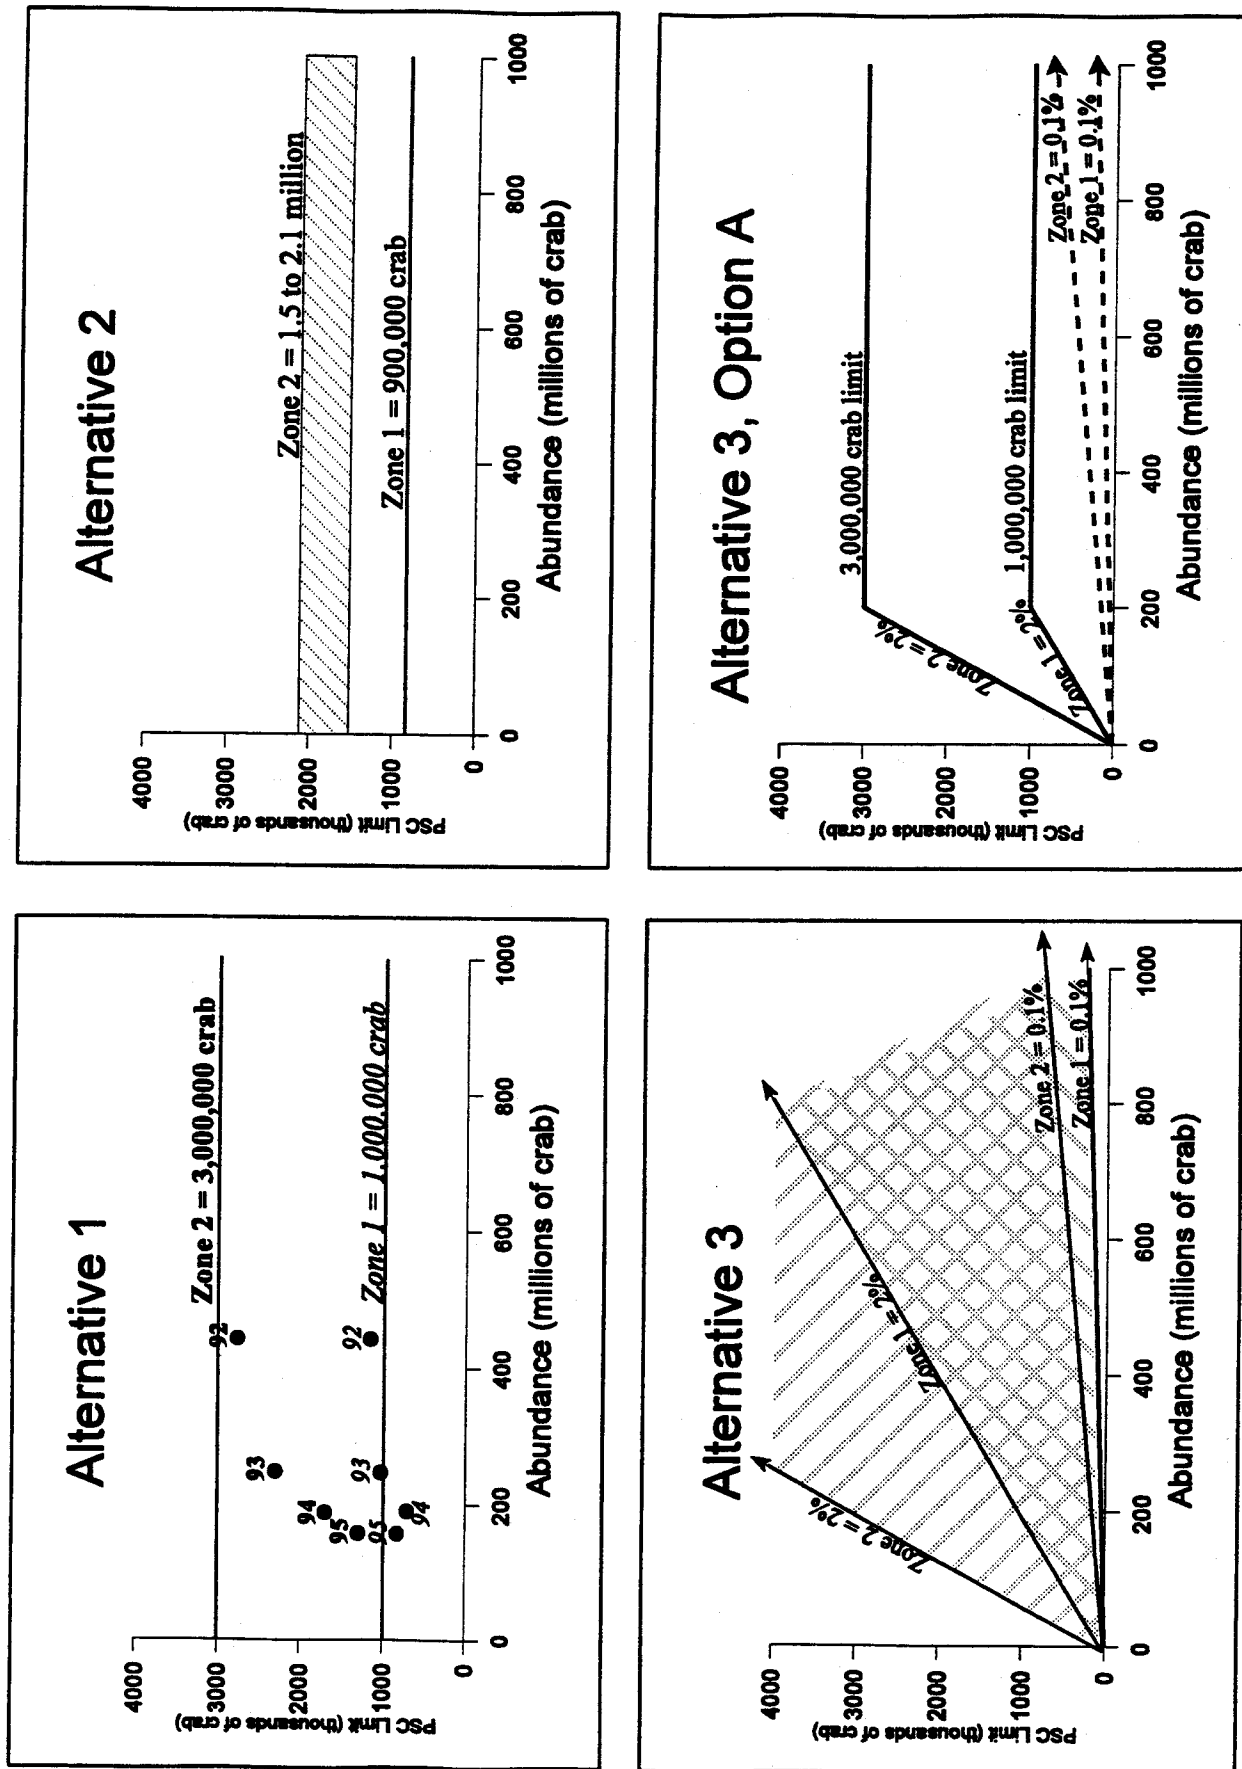 Alternative 1
PSC Limit (thousands of crab)
4000
3000
2000
1000
0
Zone 2 = 3,000,000 crab
Zone 1 = 1,000,000 crab
92
93
94
95
92
93
94
95
0
200
400
600
800
1000
Abundance (millions of crab)
Alternative 2
PSC Limit (thousands of crab)
4000
3000
2000
1000
0
Zone 2 = 1.5 to 2.1 million
Zone 1 = 900,000 crab
0
200
400
600
800
1000
Abundance (millions of crab)
Alternative 3
PSC Limit (thousands of crab)
4000
3000
2000
1000
0
Zone 2 = 2%
Zone 1 = 2%
Zone 2 = 0.1%
Zone 1 = 0.1%
0
200
400
600
800
1000
Abundance (millions of crab)
Alternative 3, Option A
PSC Limit (thousands of crab)
4000
3000
2000
1000
0
3,000,000 crab limit
Zone 2 = 2%
1,000,000 crab limit
Zone 1 = 2%
Zone 2 = 0.1%
Zone 1 = 0.1%
0
200
400
600
800
1000
Abundance (millions of crab)